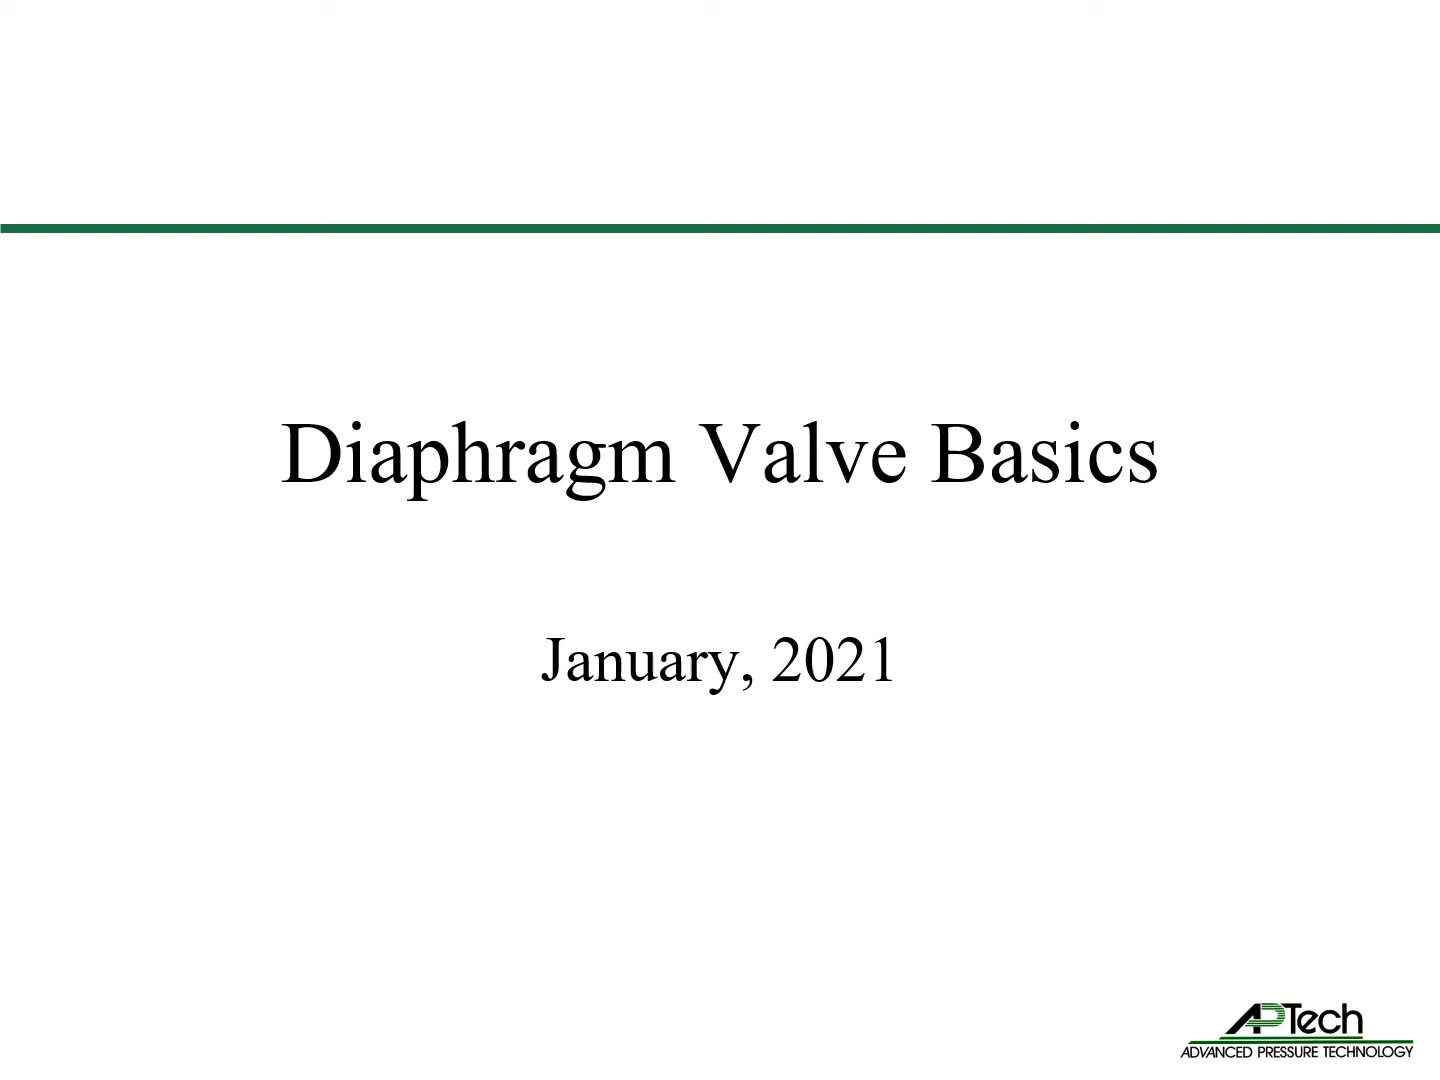 Diaphragm Valve Basics
January, 2021
APTech
ADVANCED PRESSURE TECHNOLOGY